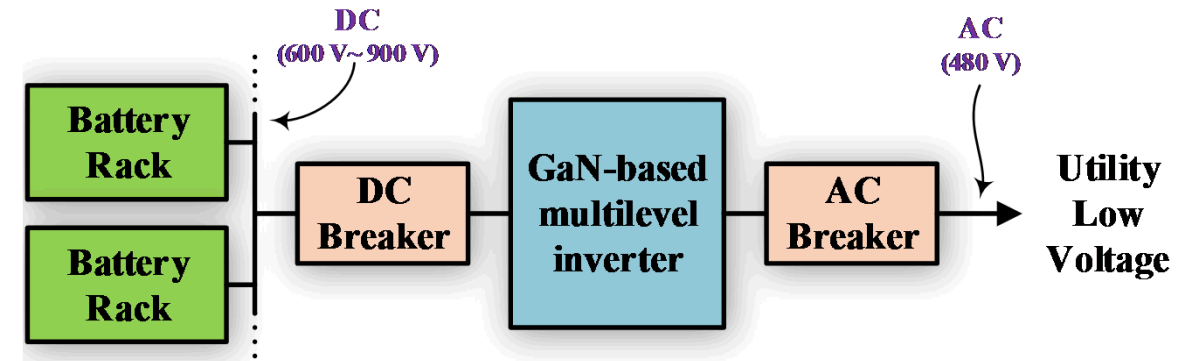 DC
(600 V~ 900 V)
AC
(480 V)
Battery
Rack
Battery
Rack
DC
Breaker
GaN-based
multilevel
inverter
AC
Breaker
Utility
Low
Voltage